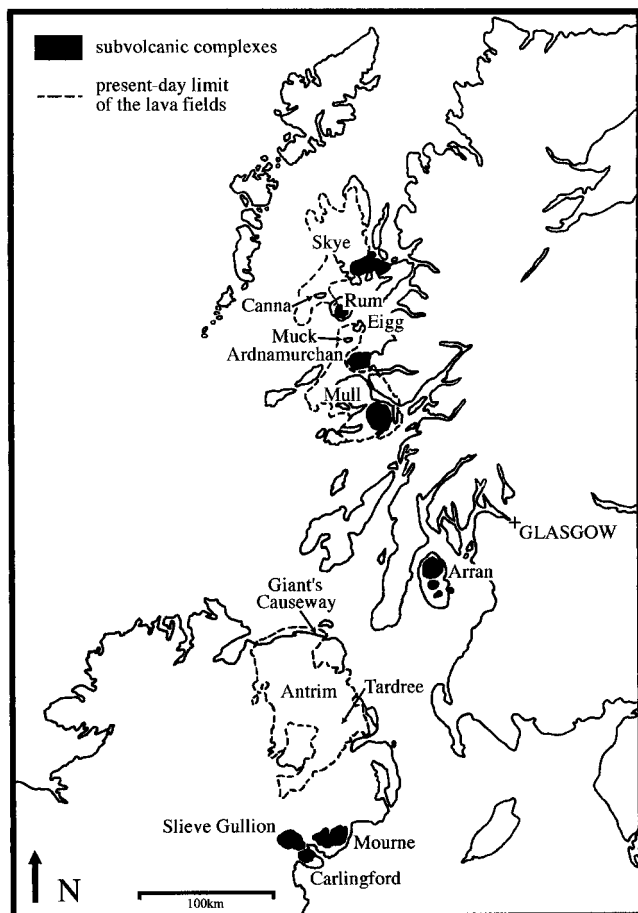 subvolcanic complexes
present-day limit
of the lava fields
Skye
Canna
Rum
Eigg
Muck
Ardnamurchan
Mull
GLASGOW
Arran
Giant's
Causeway
Antrim
Tardree
Slieve Gullion
Mourne
Carlingford
N
100km